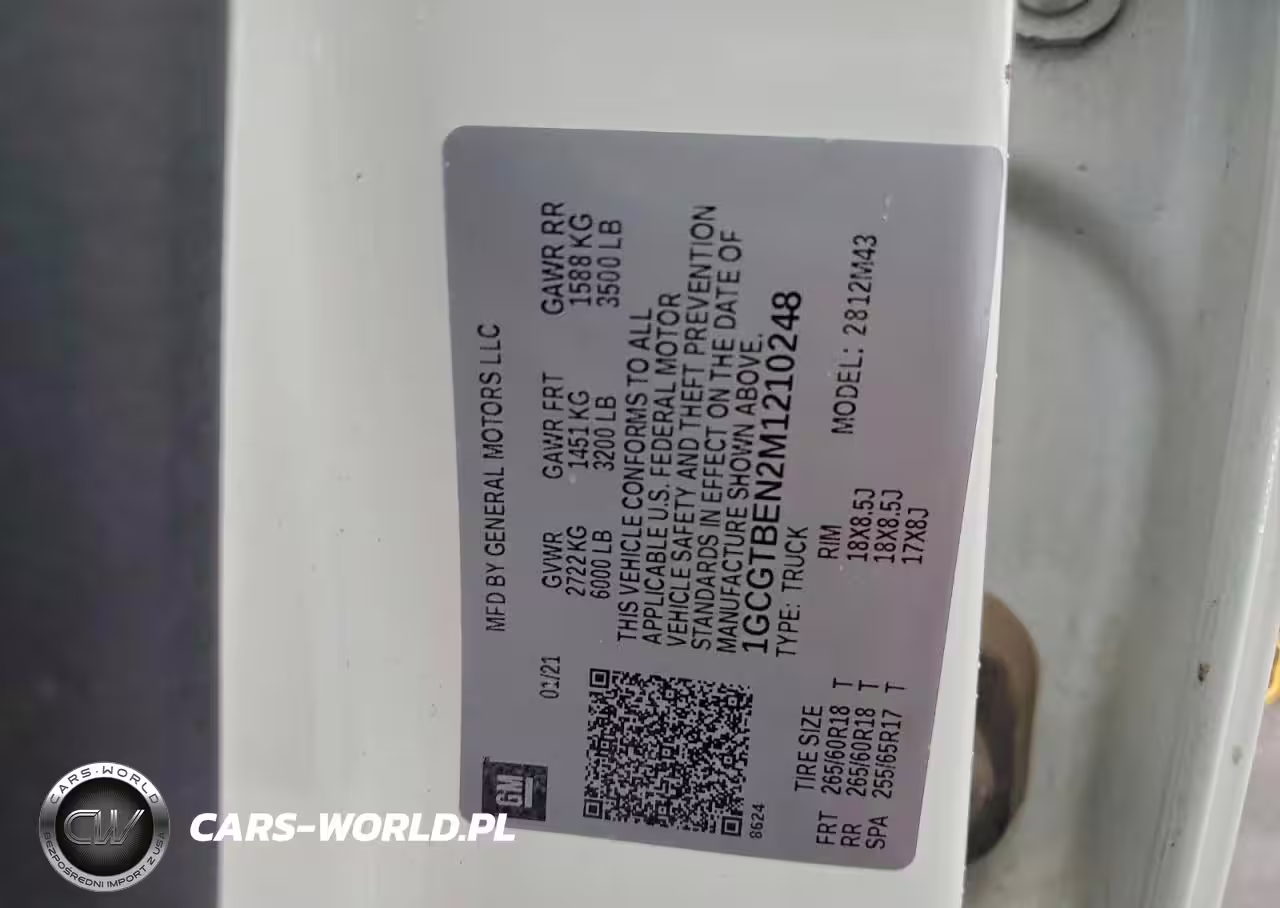 MFD BY GENERAL MOTORS LLC
GM
01/21
GVWR GAWR FRT GAWR RR
2722 KG 1451 KG 1588 KG
6000 LB 3200 LB 3500 LB
THIS VEHICLE CONFORMS TO ALL
APPLICABLE U.S. FEDERAL MOTOR
VEHICLE SAFETY AND THEFT PREVENTION
STANDARDS IN EFFECT ON THE DATE OF
MANUFACTURE SHOWN ABOVE.
1GCGTBEN2M1210248
8624
TYPE: TRUCK
MODEL: 2812M43
TIRE SIZE RIM
FRT 265/60R18 T 18X8.5J
RR 265/60R18 T 18X8.5J
SPA 255/65R17 T 17X8J
CARS-WORLD
CW
BEZPOŚREDNI IMPORT Z USA
CARS-WORLD.PL